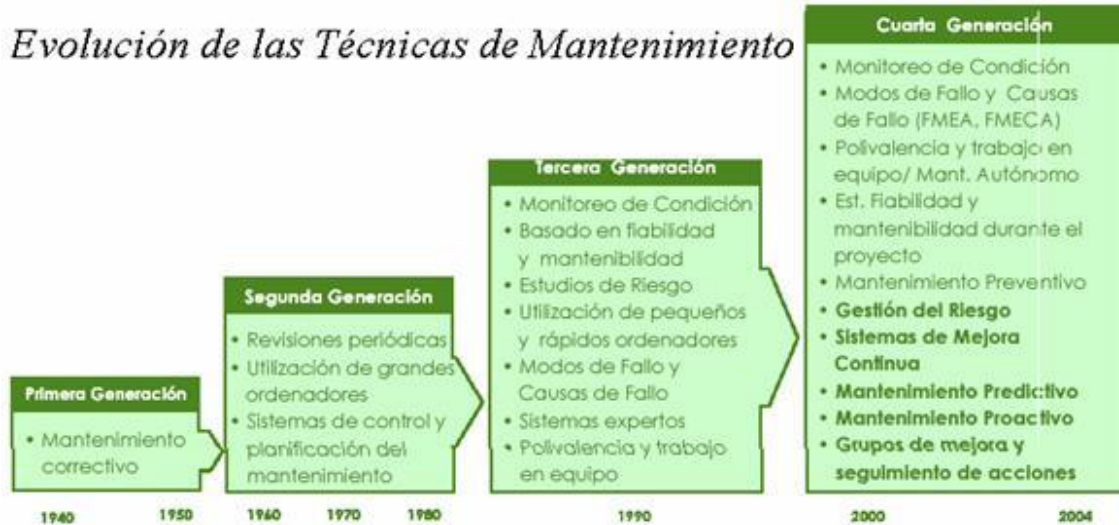 Evolución de las Técnicas de Mantenimiento
Primera Generación
• Mantenimiento
correctivo
Segunda Generación
• Revisiones periódicas
• Utilización de grandes
ordenadores
• Sistemas de control y
planificación del
mantenimiento
Tercera Generación
• Monitoreo de Condición
• Basado en fiabilidad
y mantenibilidad
• Estudios de Riesgo
• Utilización de pequeños
y rápidos ordenadores
• Modos de Fallo y
Causas de Fallo
• Sistemas expertos
• Polivalencia y trabajo
en equipo
Cuarta Generación
• Monitoreo de Condición
• Modos de Fallo y Causas
de Fallo (FMEA, FMECA)
• Polivalencia y trabajo en
equipo/ Mant. Autónomo
• Est. Fiabilidad y
mantenibilidad durante el
proyecto
• Mantenimiento Preventivo
• Gestión del Riesgo
• Sistemas de Mejora
Continua
• Mantenimiento Predictivo
• Mantenimiento Proactivo
• Grupos de mejora y
seguimiento de acciones
1940 1950 1960 1970 1980 1990 2000 2004